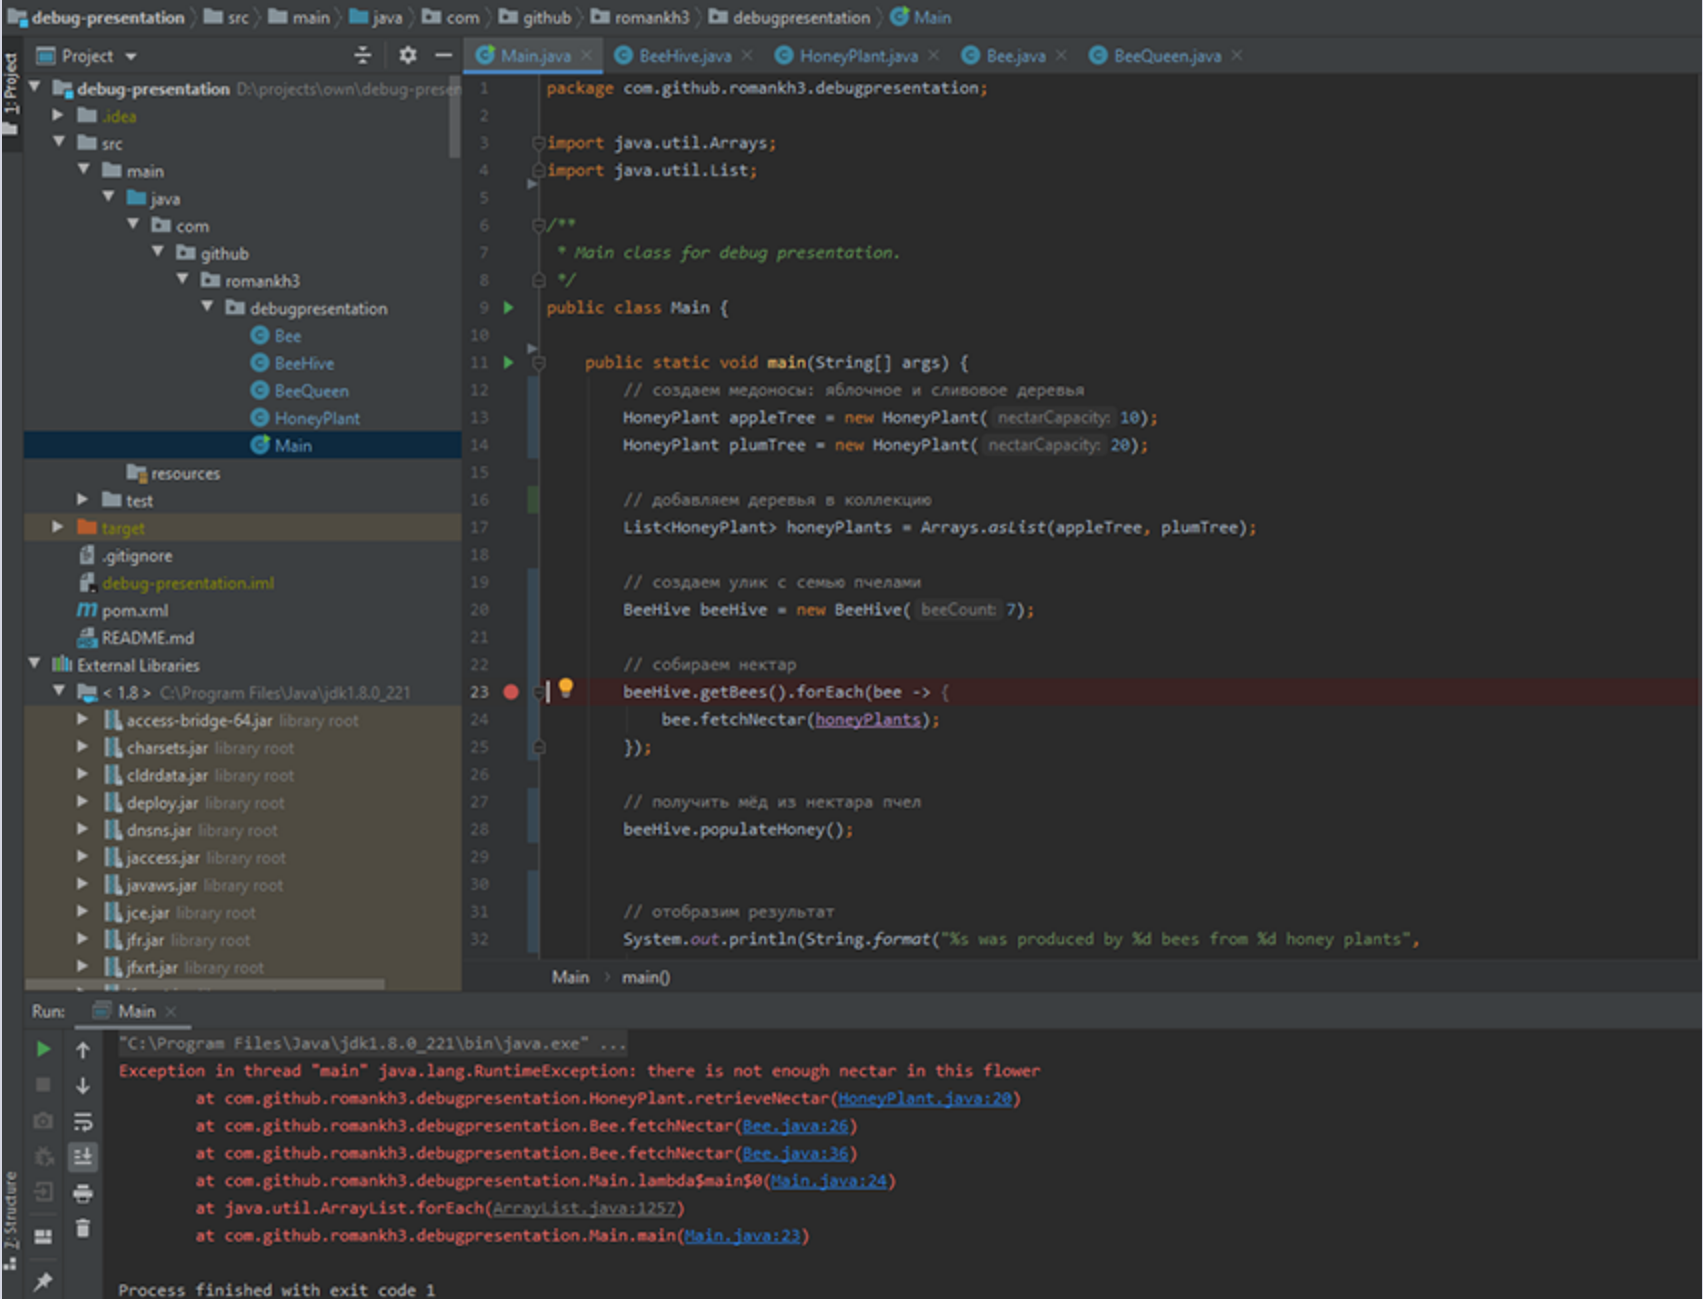 debug-presentation src main java com github romankh3 debugpresentation Main
1: Project
Project
Main.java BeeHive.java HoneyPlant.java Bee.java BeeQueen.java
debug-presentation D:\projects\own\debug-presen
.idea
src
main
java
com
github
romankh3
debugpresentation
Bee
BeeHive
BeeQueen
HoneyPlant
Main
resources
test
target
.gitignore
debug-presentation.iml
pom.xml
README.md
External Libraries
< 1.8 > C:\Program Files\Java\jdk1.8.0_221
access-bridge-64.jar library root
charsets.jar library root
cldrdata.jar library root
deploy.jar library root
dnsns.jar library root
jaccess.jar library root
javaws.jar library root
jce.jar library root
jfr.jar library root
jfxrt.jar library root
1 package com.github.romankh3.debugpresentation;
2
3 import java.util.Arrays;
4 import java.util.List;
5
6 /**
7 * Main class for debug presentation.
8 */
9 public class Main {
10
11 public static void main(String[] args) {
12 // создаем медоносы: яблочное и сливовое деревья
13 HoneyPlant appleTree = new HoneyPlant( nectarCapacity: 10);
14 HoneyPlant plumTree = new HoneyPlant( nectarCapacity: 20);
15
16 // добавляем деревья в коллекцию
17 List<HoneyPlant> honeyPlants = Arrays.asList(appleTree, plumTree);
18
19 // создаем улик с семью пчелами
20 BeeHive beeHive = new BeeHive( beeCount: 7);
21
22 // собираем нектар
23 beeHive.getBees().forEach(bee -> {
24 bee.fetchNectar(honeyPlants);
25 });
26
27 // получить мёд из нектара пчел
28 beeHive.populateHoney();
29
30
31 // отобразим результат
32 System.out.println(String.format("%s was produced by %d bees from %d honey plants",
Main main()
Run: Main
"C:\Program Files\Java\jdk1.8.0_221\bin\java.exe" ...
Exception in thread "main" java.lang.RuntimeException: there is not enough nectar in this flower
at com.github.romankh3.debugpresentation.HoneyPlant.retrieveNectar(HoneyPlant.java:20)
at com.github.romankh3.debugpresentation.Bee.fetchNectar(Bee.java:26)
at com.github.romankh3.debugpresentation.Bee.fetchNectar(Bee.java:36)
at com.github.romankh3.debugpresentation.Main.lambda$main$0(Main.java:24)
at java.util.ArrayList.forEach(ArrayList.java:1257)
at com.github.romankh3.debugpresentation.Main.main(Main.java:23)
Process finished with exit code 1
Z: Structure